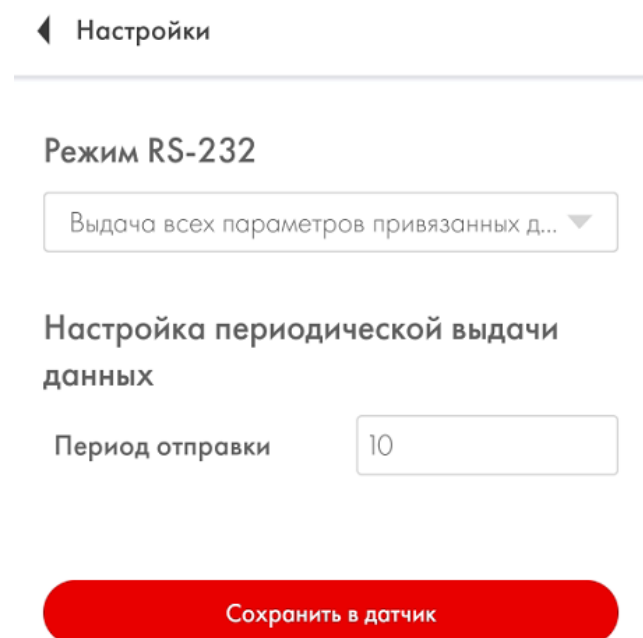 Настройки
Режим RS-232
Выдача всех параметров привязанных д...
Настройка периодической выдачи
данных
Период отправки 10
Сохранить в датчик